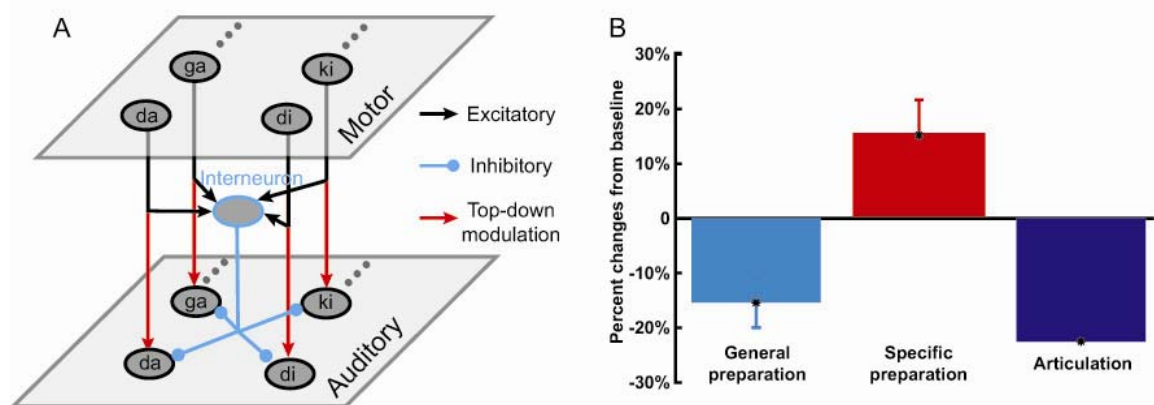 A
ga
ki
da
di
Motor
Excitatory
Inhibitory
Top-down
modulation
Interneuron
ga
ki
da
di
Auditory
B
Percent changes from baseline
30%
20%
10%
0
-10%
-20%
-30%
General
preparation
Specific
preparation
Articulation